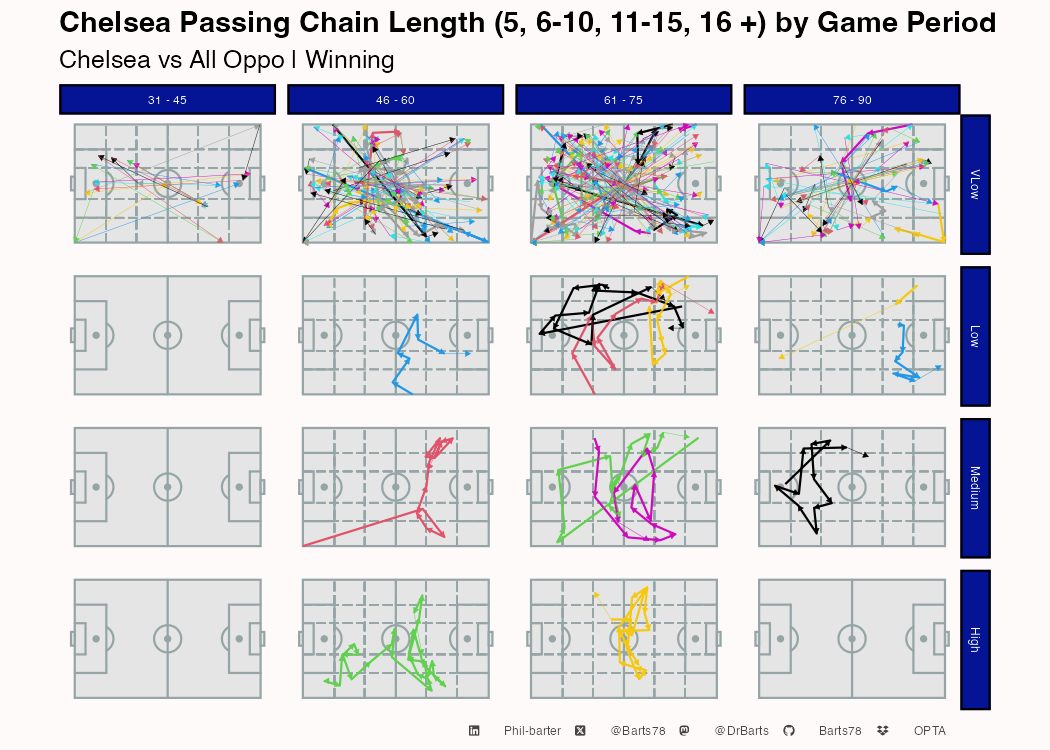 Chelsea Passing Chain Length (5, 6-10, 11-15, 16 +) by Game Period
Chelsea vs All Oppo | Winning
31 - 45 46 - 60 61 - 75 76 - 90
VLow
Low
Medium
High
Phil-barter @Barts78 @DrBarts Barts78 OPTA